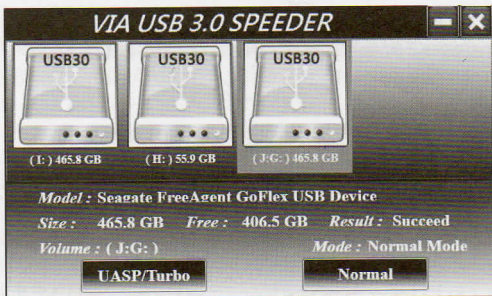 VIA USB 3.0 SPEEDER
USB30 USB30 USB30
(I: ) 465.8 GB (H: ) 55.9 GB (J:G: ) 465.8 GB
Model : Seagate FreeAgent GoFlex USB Device
Size : 465.8 GB Free : 406.5 GB Result : Succeed
Volume : ( J:G: ) Mode : Normal Mode
UASP/Turbo Normal